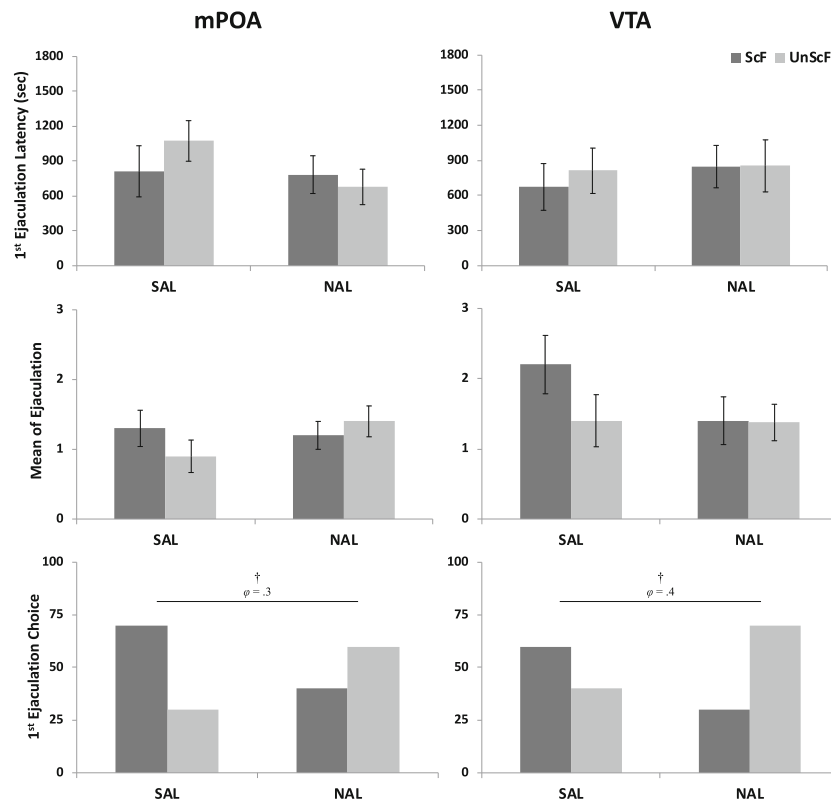 mPOA
VTA
1st Ejaculation Latency (sec)
1800
1500
1200
900
600
300
0
SAL
NAL
1800
1500
1200
900
600
300
0
SAL
NAL
ScF
UnScF
Mean of Ejaculation
3
2
1
0
SAL
NAL
3
2
1
0
SAL
NAL
1st Ejaculation Choice
100
75
50
25
0
†
φ = .3
SAL
NAL
100
75
50
25
0
†
φ = .4
SAL
NAL